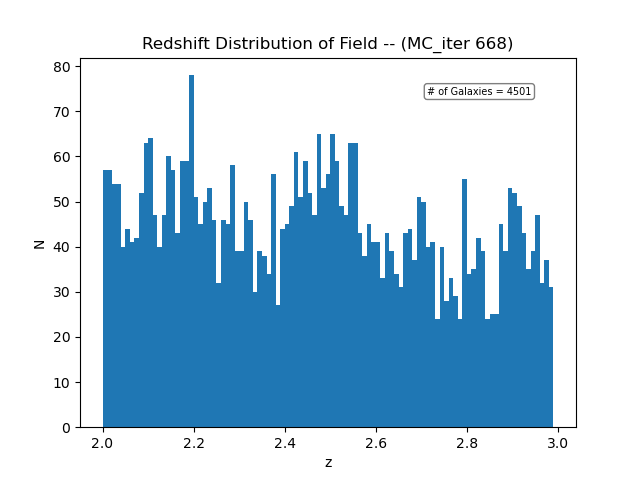 Redshift Distribution of Field -- (MC_iter 668)
# of Galaxies = 4501
80
70
60
50
40
30
20
10
0
N
2.0 2.2 2.4 2.6 2.8 3.0
z